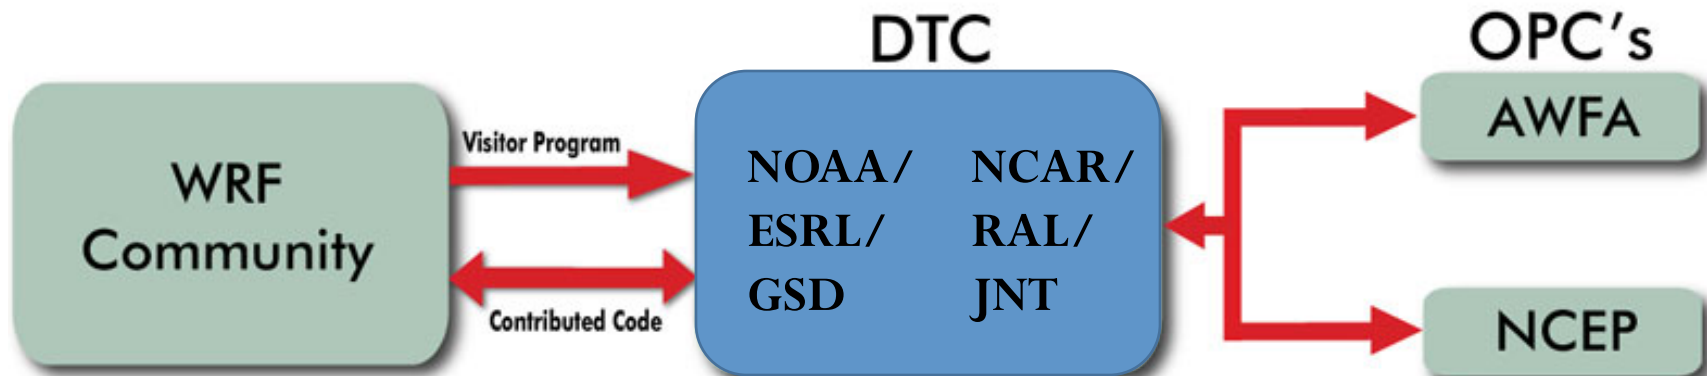 DTC
OPC's
WRF
Community
Visitor Program
Contributed Code
NOAA/
ESRL/
GSD
NCAR/
RAL/
JNT
AWFA
NCEP